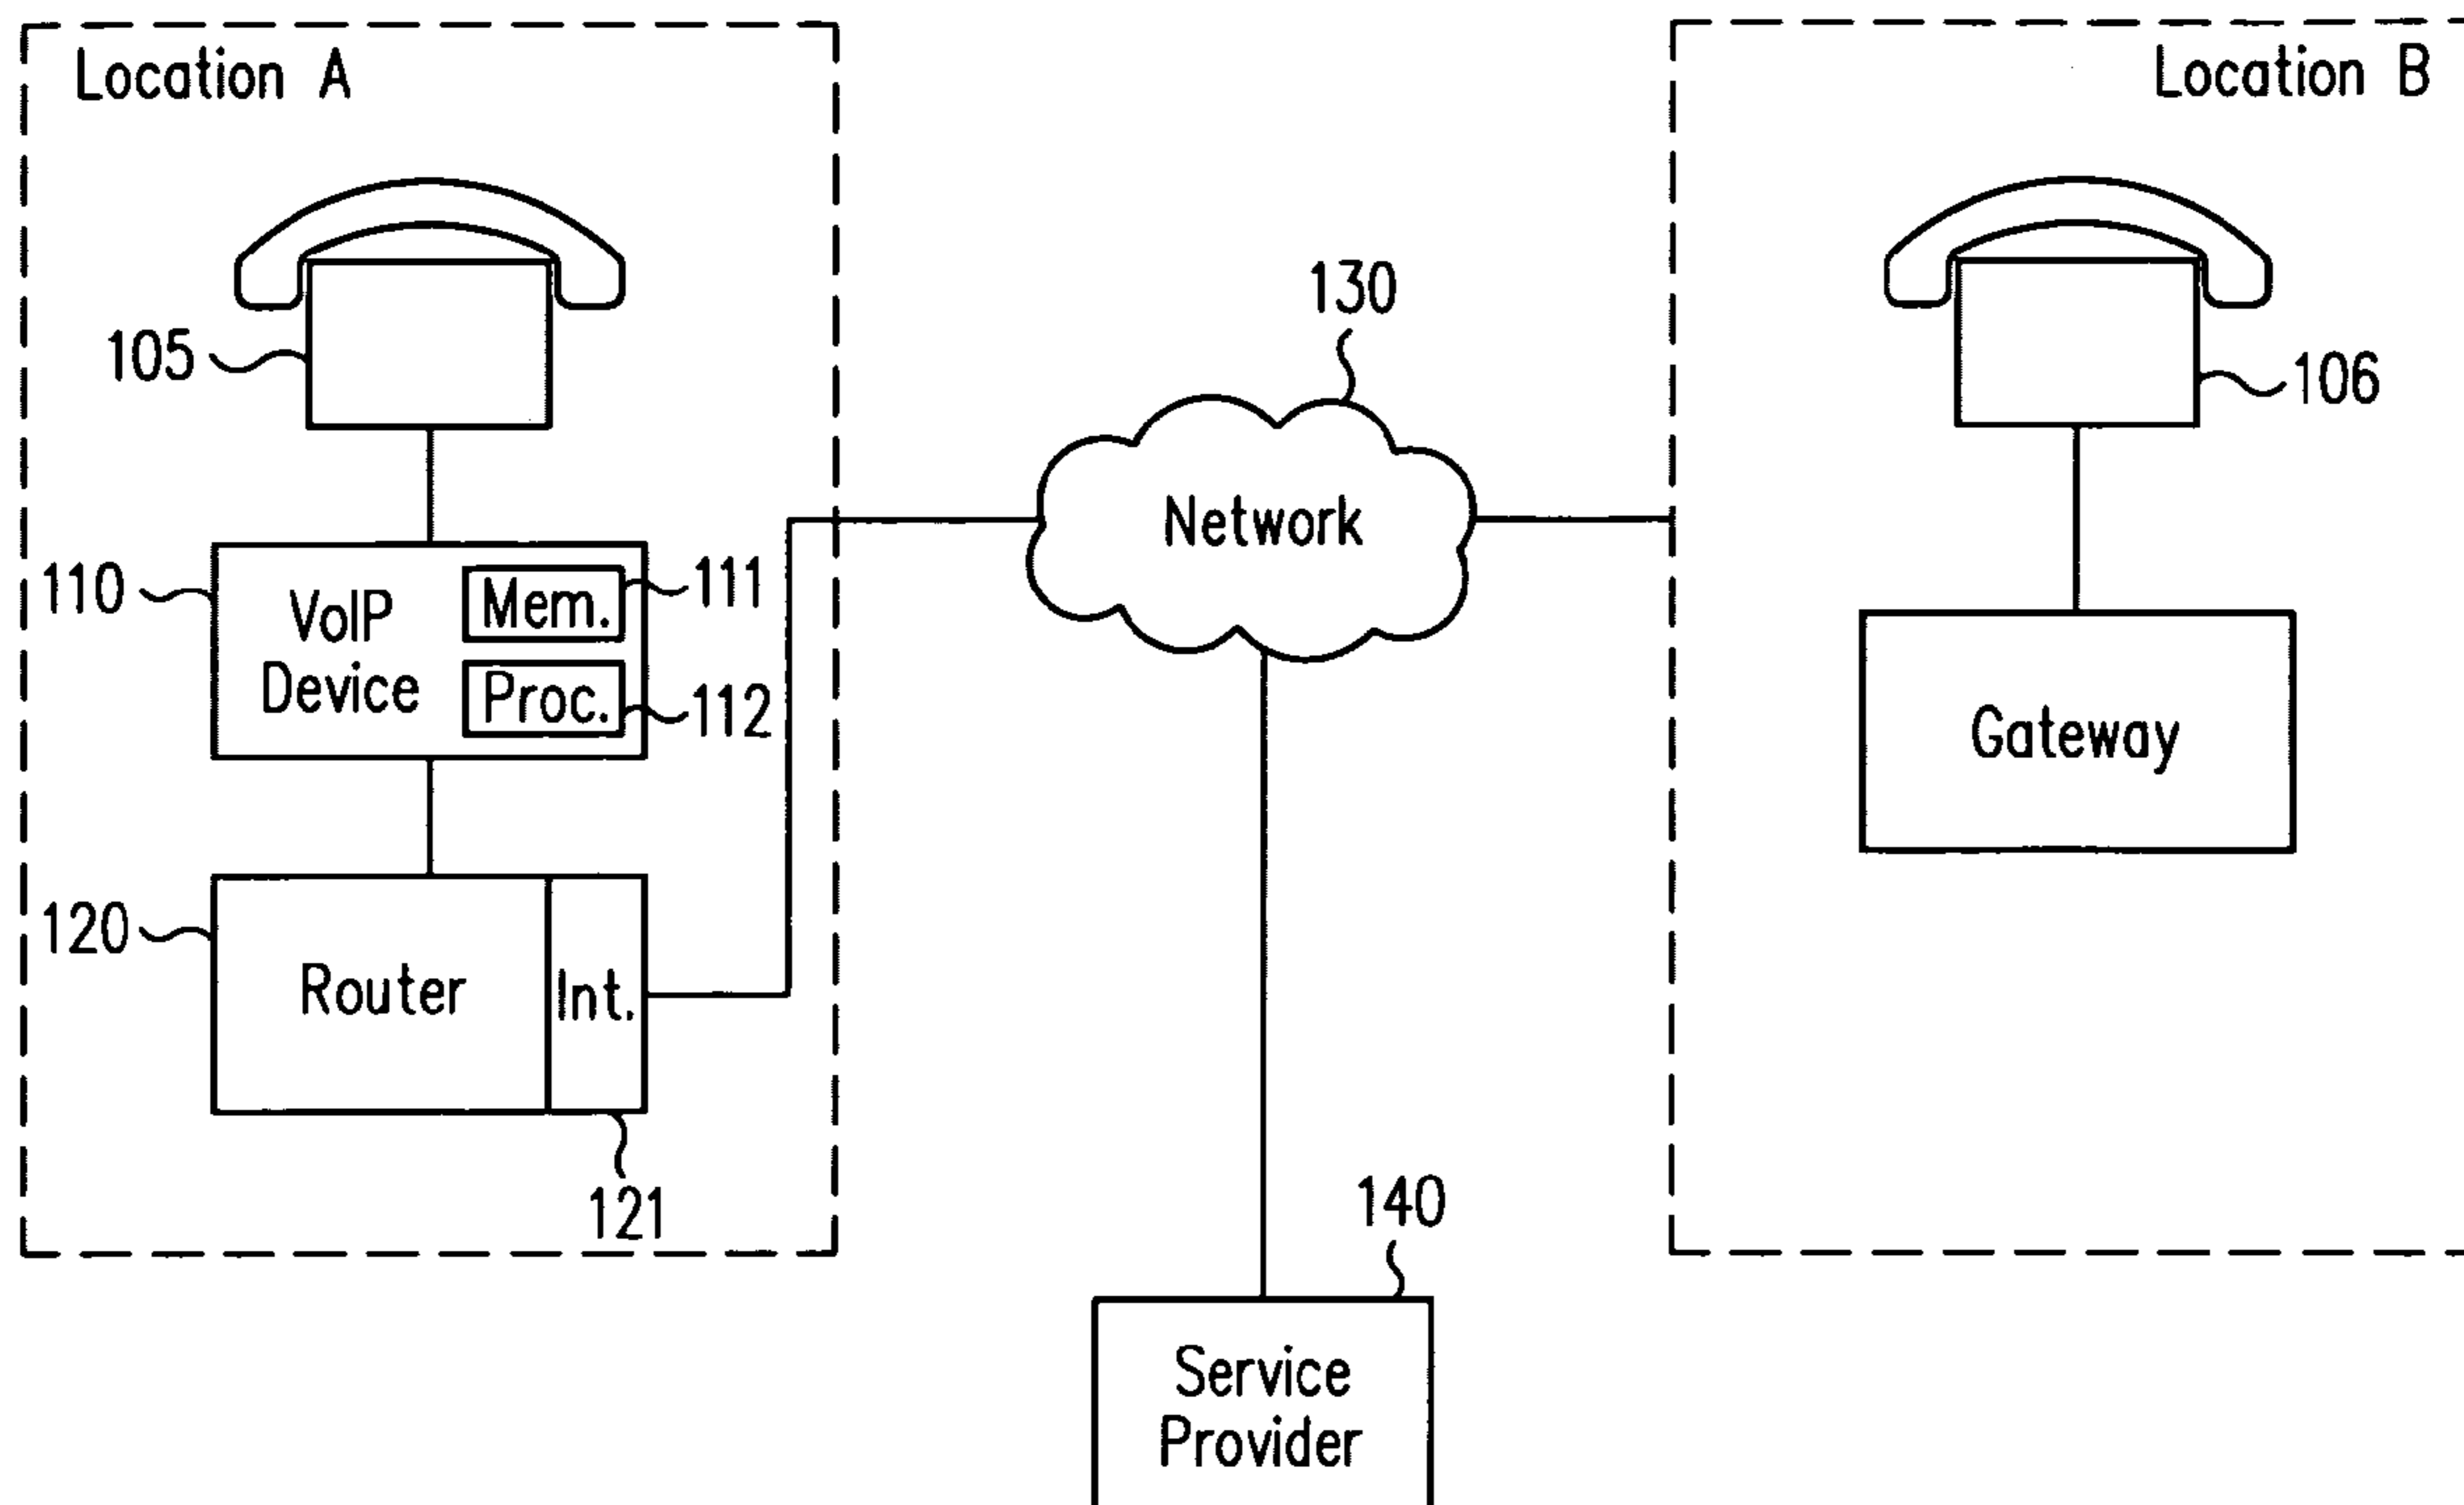 Location A
Location B
130
105
106
Network
110
VoIP
Device
Mem.
111
Proc.
112
Gateway
120
Router
Int.
121
140
Service
Provider